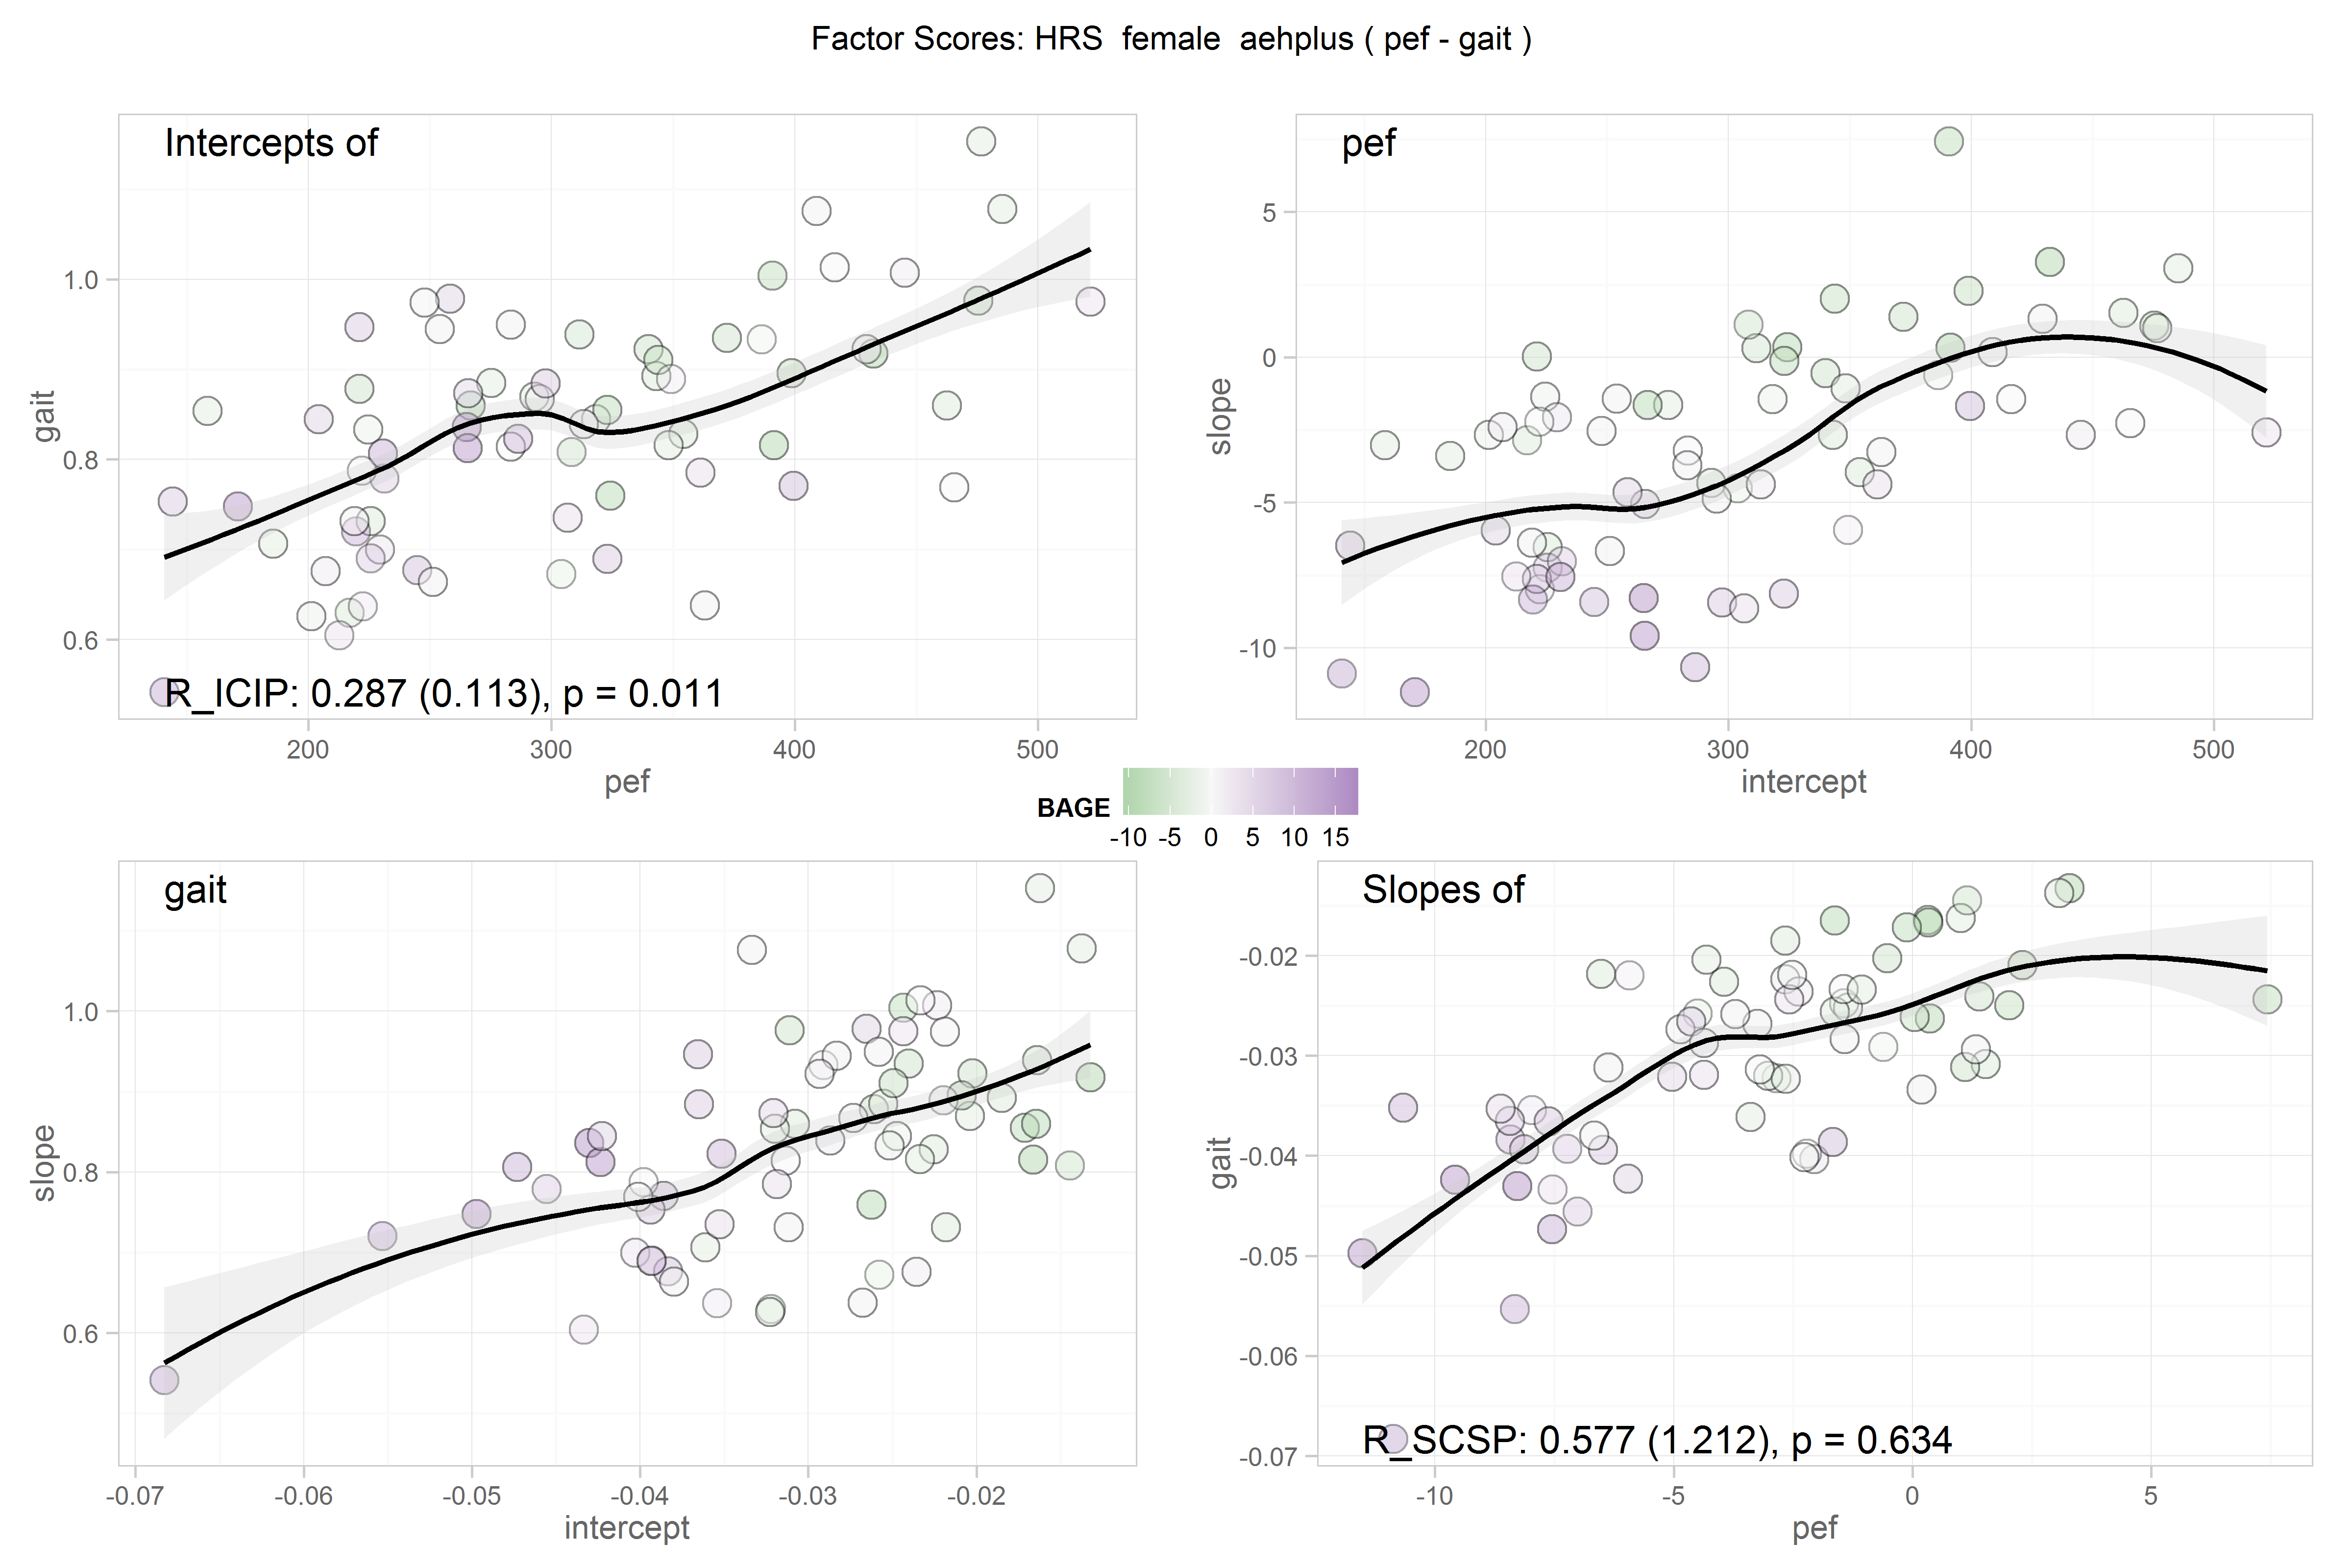 Factor Scores: HRS female aehplus ( pef - gait )
Intercepts of
gait
1.0
0.8
0.6
R_ICIP: 0.287 (0.113), p = 0.011
200 300 400 500
pef
pef
slope
5
0
-5
-10
200 300 400 500
intercept
BAGE
-10 -5 0 5 10 15
gait
slope
1.0
0.8
0.6
-0.07 -0.06 -0.05 -0.04 -0.03 -0.02
intercept
Slopes of
gait
-0.02
-0.03
-0.04
-0.05
-0.06
-0.07
R_SCSP: 0.577 (1.212), p = 0.634
-10 -5 0 5
pef